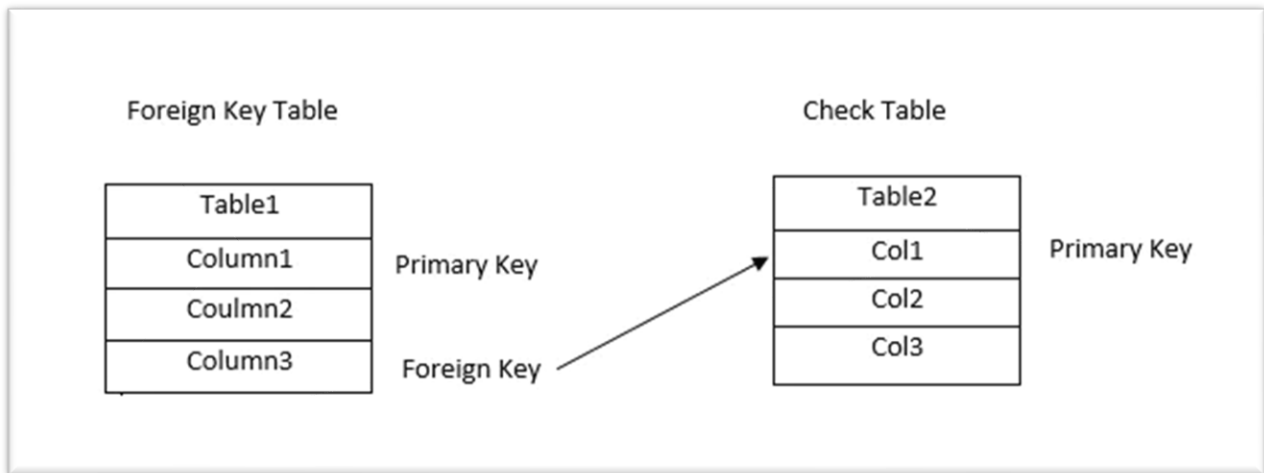 Foreign Key Table
Check Table
Table1
Column1
Primary Key
Coulmn2
Column3
Foreign Key
Table2
Col1
Primary Key
Col2
Col3